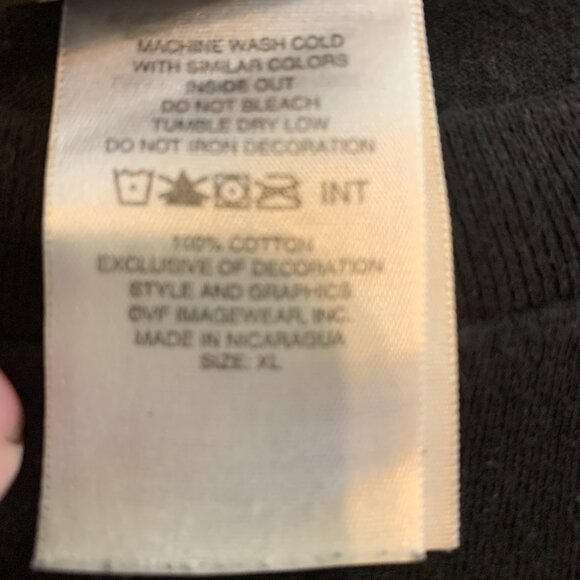 MACHINE WASH COLD
WITH SIMILAR COLORS
INSIDE OUT
DO NOT BLEACH
TUMBLE DRY LOW
DO NOT IRON DECORATION
INT
100% COTTON
EXCLUSIVE OF DECORATION
STYLE AND GRAPHICS
©VF IMAGEWEAR, INC.
MADE IN NICARAGUA
SIZE: XL